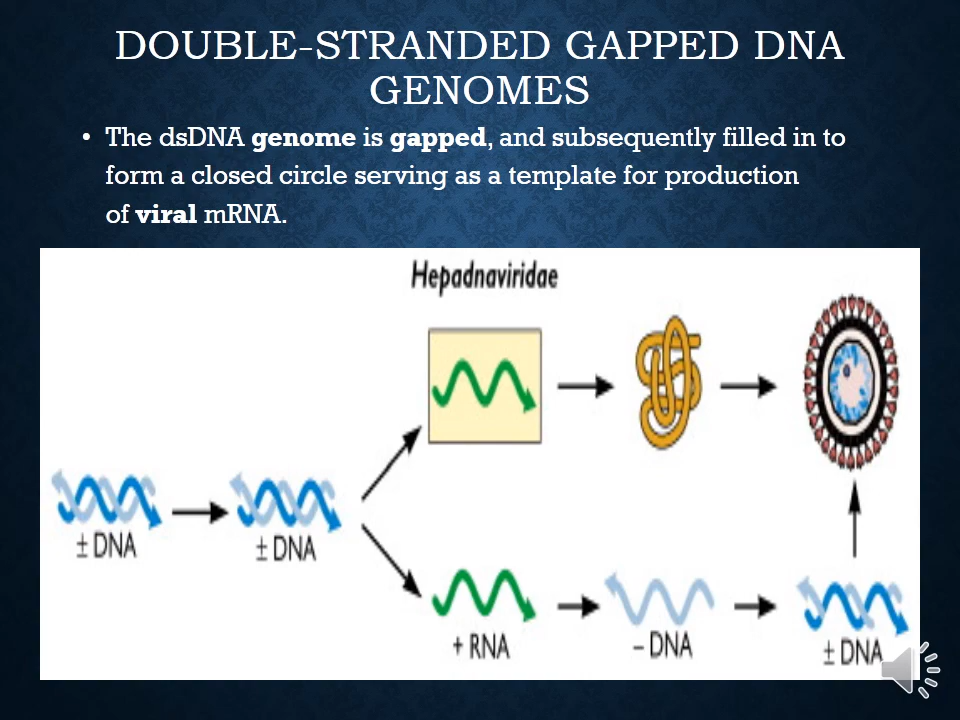 DOUBLE-STRANDED GAPPED DNA
GENOMES
• The dsDNA genome is gapped, and subsequently filled in to
form a closed circle serving as a template for production
of viral mRNA.
Hepadnaviridae
± DNA
± DNA
+ RNA
– DNA
± DNA